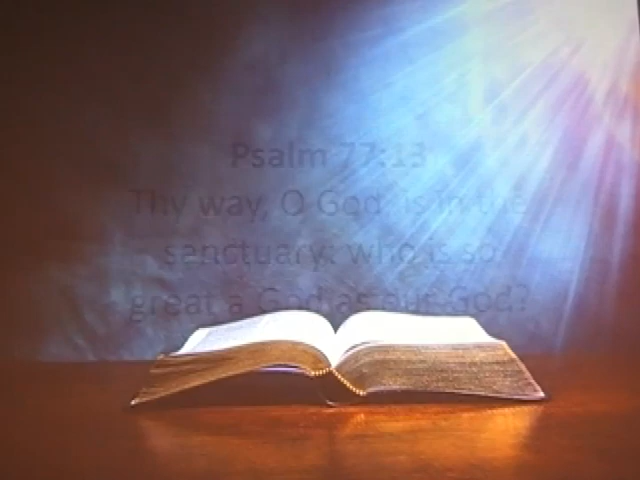 Psalm 77:13
Thy way, O God, is in the
sanctuary: who is so
great a God as our God?